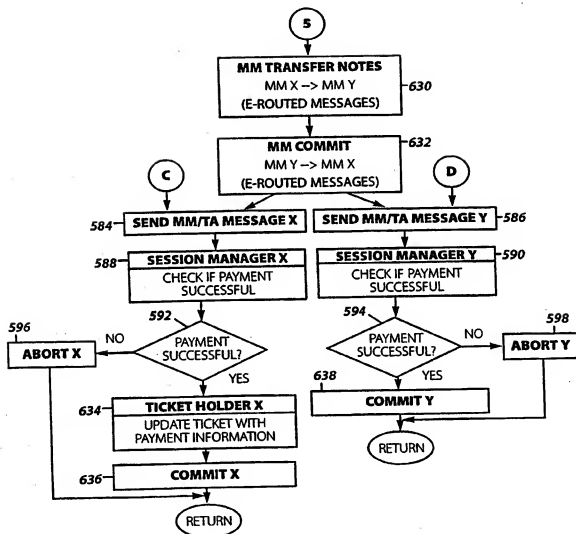 5
MM TRANSFER NOTES
MM X --> MM Y
(E-ROUTED MESSAGES)
630
MM COMMIT
MM Y --> MM X
(E-ROUTED MESSAGES)
632
C
D
584
SEND MM/TA MESSAGE X
SEND MM/TA MESSAGE Y
586
588
SESSION MANAGER X
CHECK IF PAYMENT
SUCCESSFUL
SESSION MANAGER Y
CHECK IF PAYMENT
SUCCESSFUL
590
592
PAYMENT
SUCCESSFUL?
NO
YES
596
ABORT X
594
PAYMENT
SUCCESSFUL?
NO
YES
598
ABORT Y
634
TICKET HOLDER X
UPDATE TICKET WITH
PAYMENT INFORMATION
638
COMMIT Y
RETURN
636
COMMIT X
RETURN